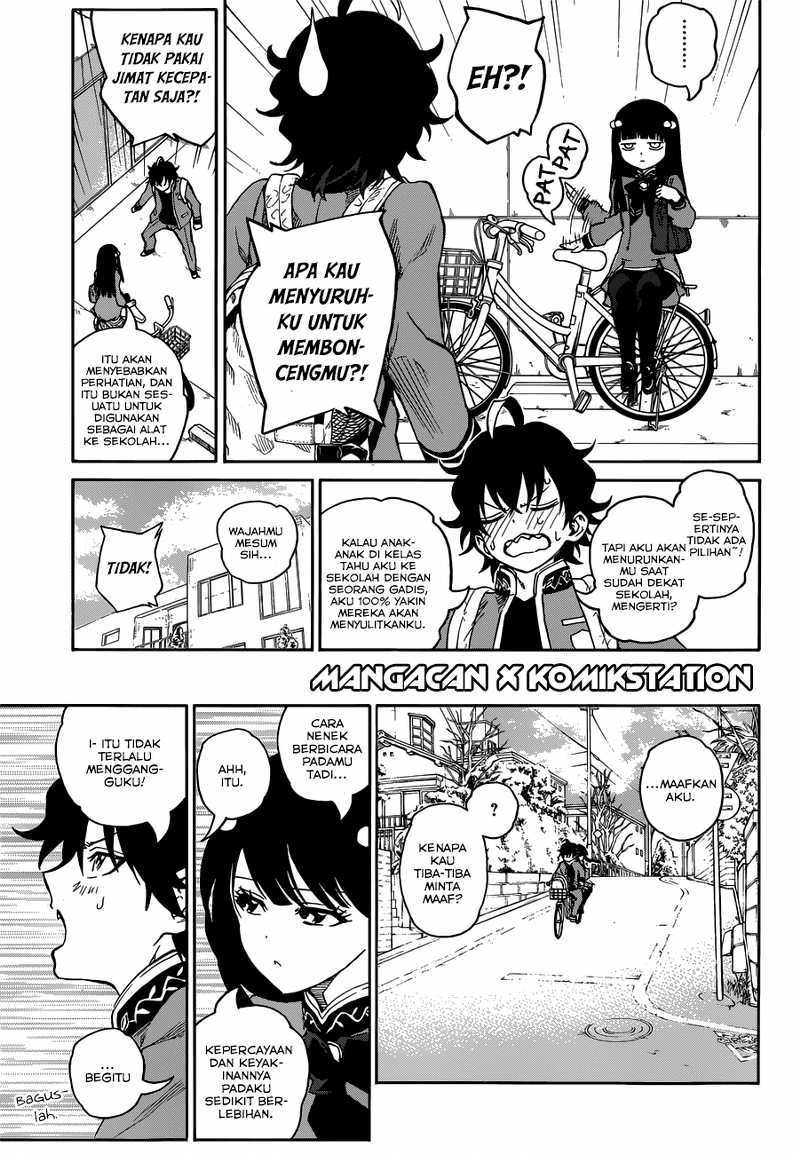 ………
PAT
PAT
EH?!
APA KAU
MENYURUH-
KU UNTUK
MEMBON-
CENGMU?!
KENAPA KAU
TIDAK PAKAI
JIMAT KECEPA-
TAN SAJA?!
ITU AKAN
MENYEBABKAN
PERHATIAN, DAN
ITU BUKAN SES-
UATU UNTUK
DIGUNAKAN
SEBAGAI ALAT
KE SEKOLAH...
SE-SEP-
ERTINYA
TIDAK ADA
PILIHAN~!
TAPI AKU AKAN
MENURUNKAN-
MU SAAT
SUDAH DEKAT
SEKOLAH,
MENGERTI?
KALAU ANAK-
ANAK DI KELAS
TAHU AKU KE
SEKOLAH DENGAN
SEORANG GADIS,
AKU 100% YAKIN
MEREKA AKAN
MENYULITKANKU.
WAJAHMU
MESUM
SIH...
TIDAK!
MANGACAN X KOMIKSTATION
...MAAFKAN
AKU.
?
KENAPA
KAU
TIBA-TIBA
MINTA
MAAF?
CARA
NENEK
BERBICARA
PADAMU
TADI...
AHH,
ITU.
KEPERCAYAAN
DAN KEYAK-
INANNYA
PADAKU
SEDIKIT BER-
LEBIHAN.
I- ITU TIDAK
TERLALU
MENGGANG-
GUKU!
...
BEGITU
BAGUS-
lah.